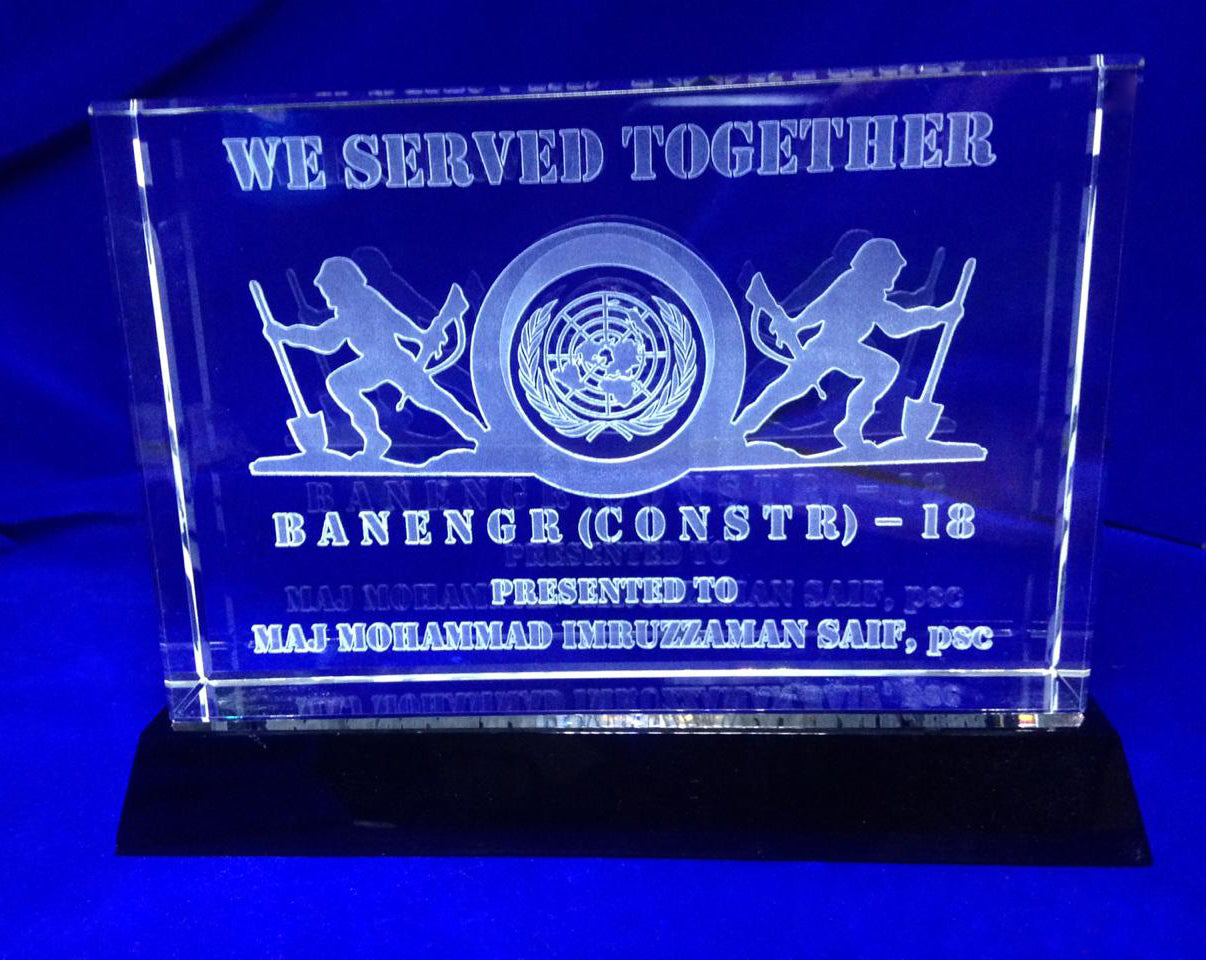 WE SERVED TOGETHER
BANENGR (CONSTR) - 18
PRESENTED TO
MAJ MOHAMMAD IMRUZZAMAN SAIF, psc